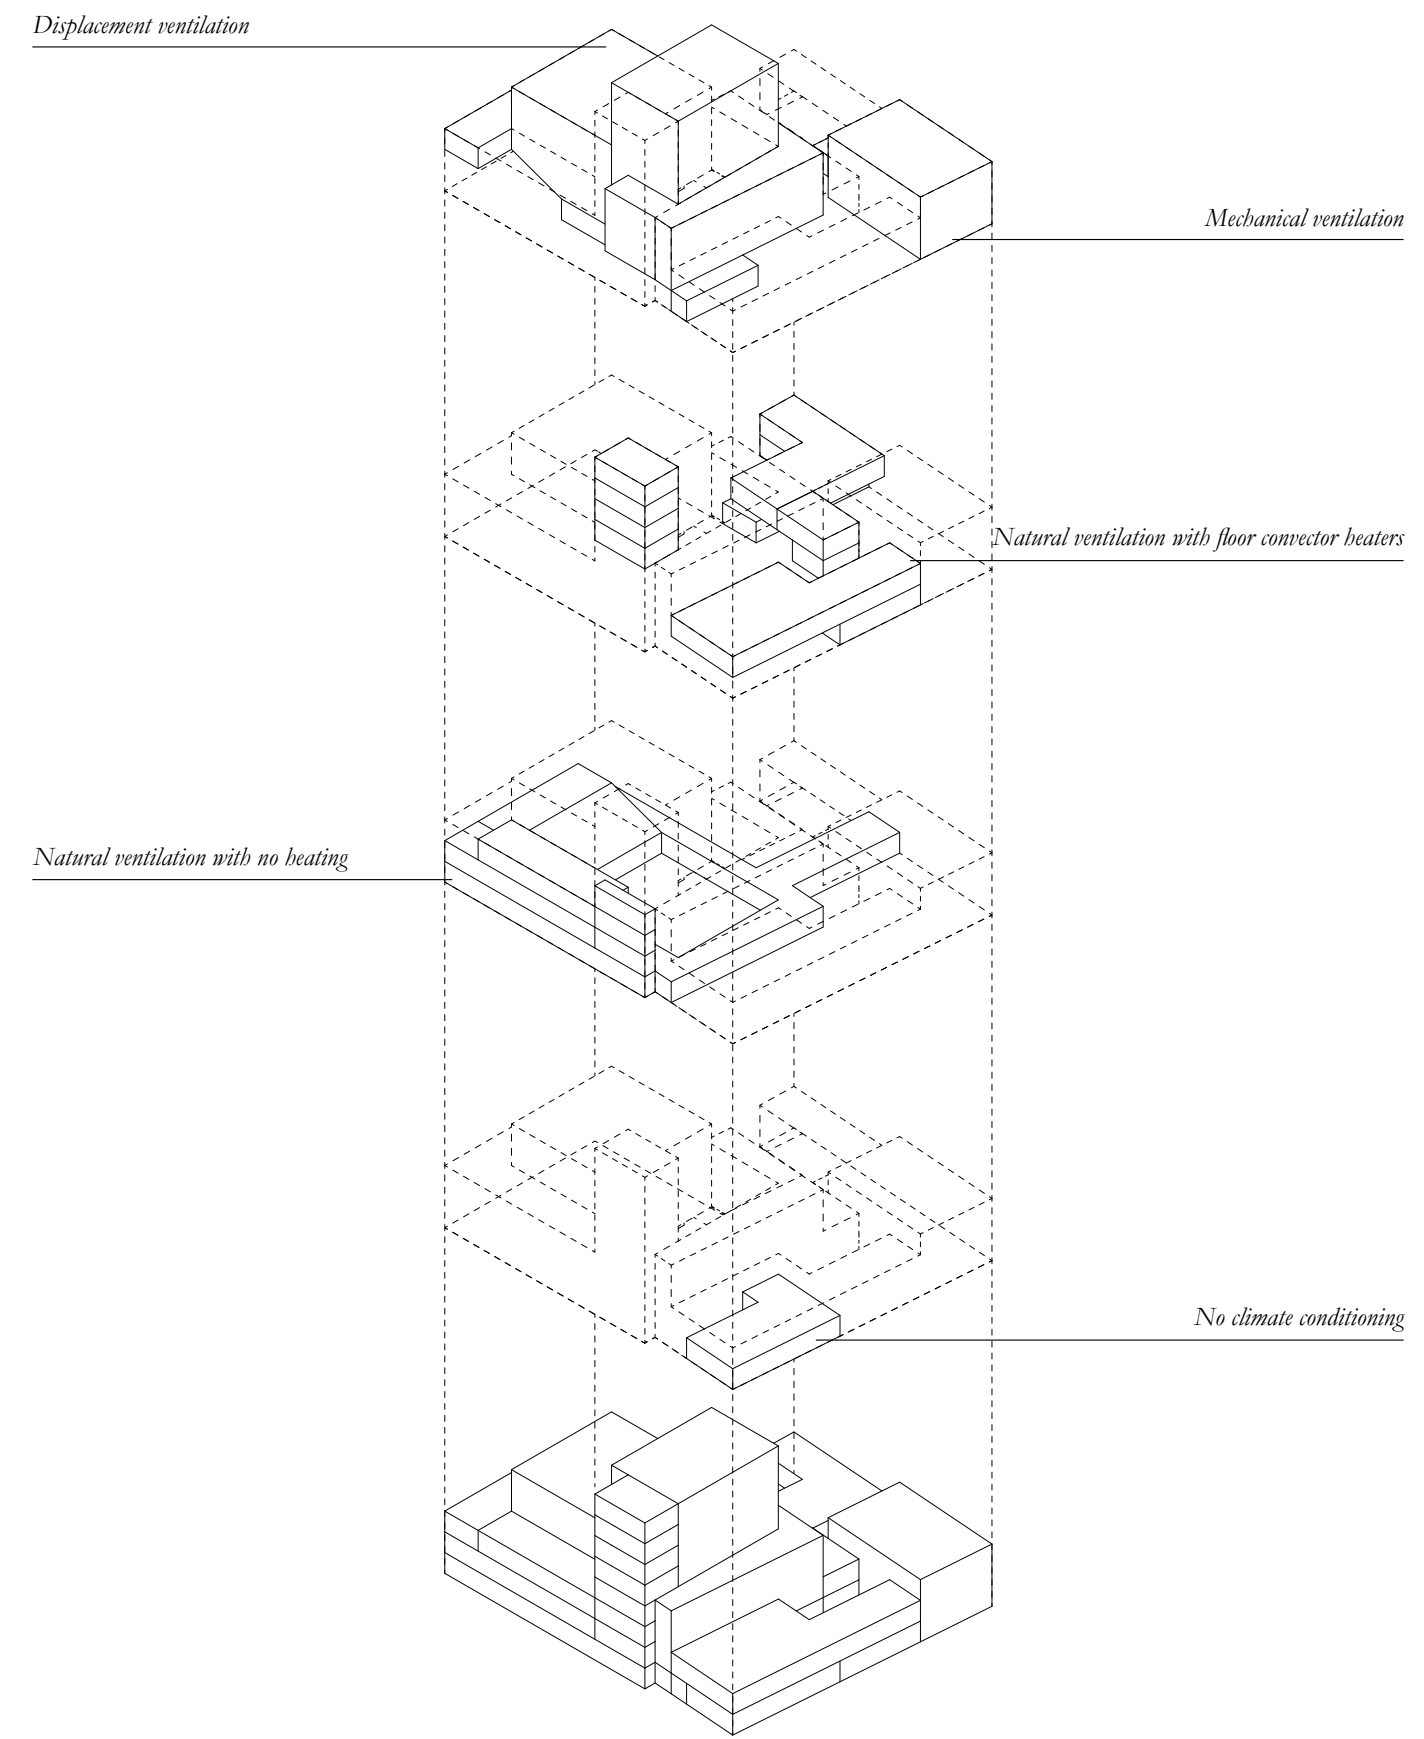 Displacement ventilation
Mechanical ventilation
Natural ventilation with floor convector heaters
Natural ventilation with no heating
No climate conditioning